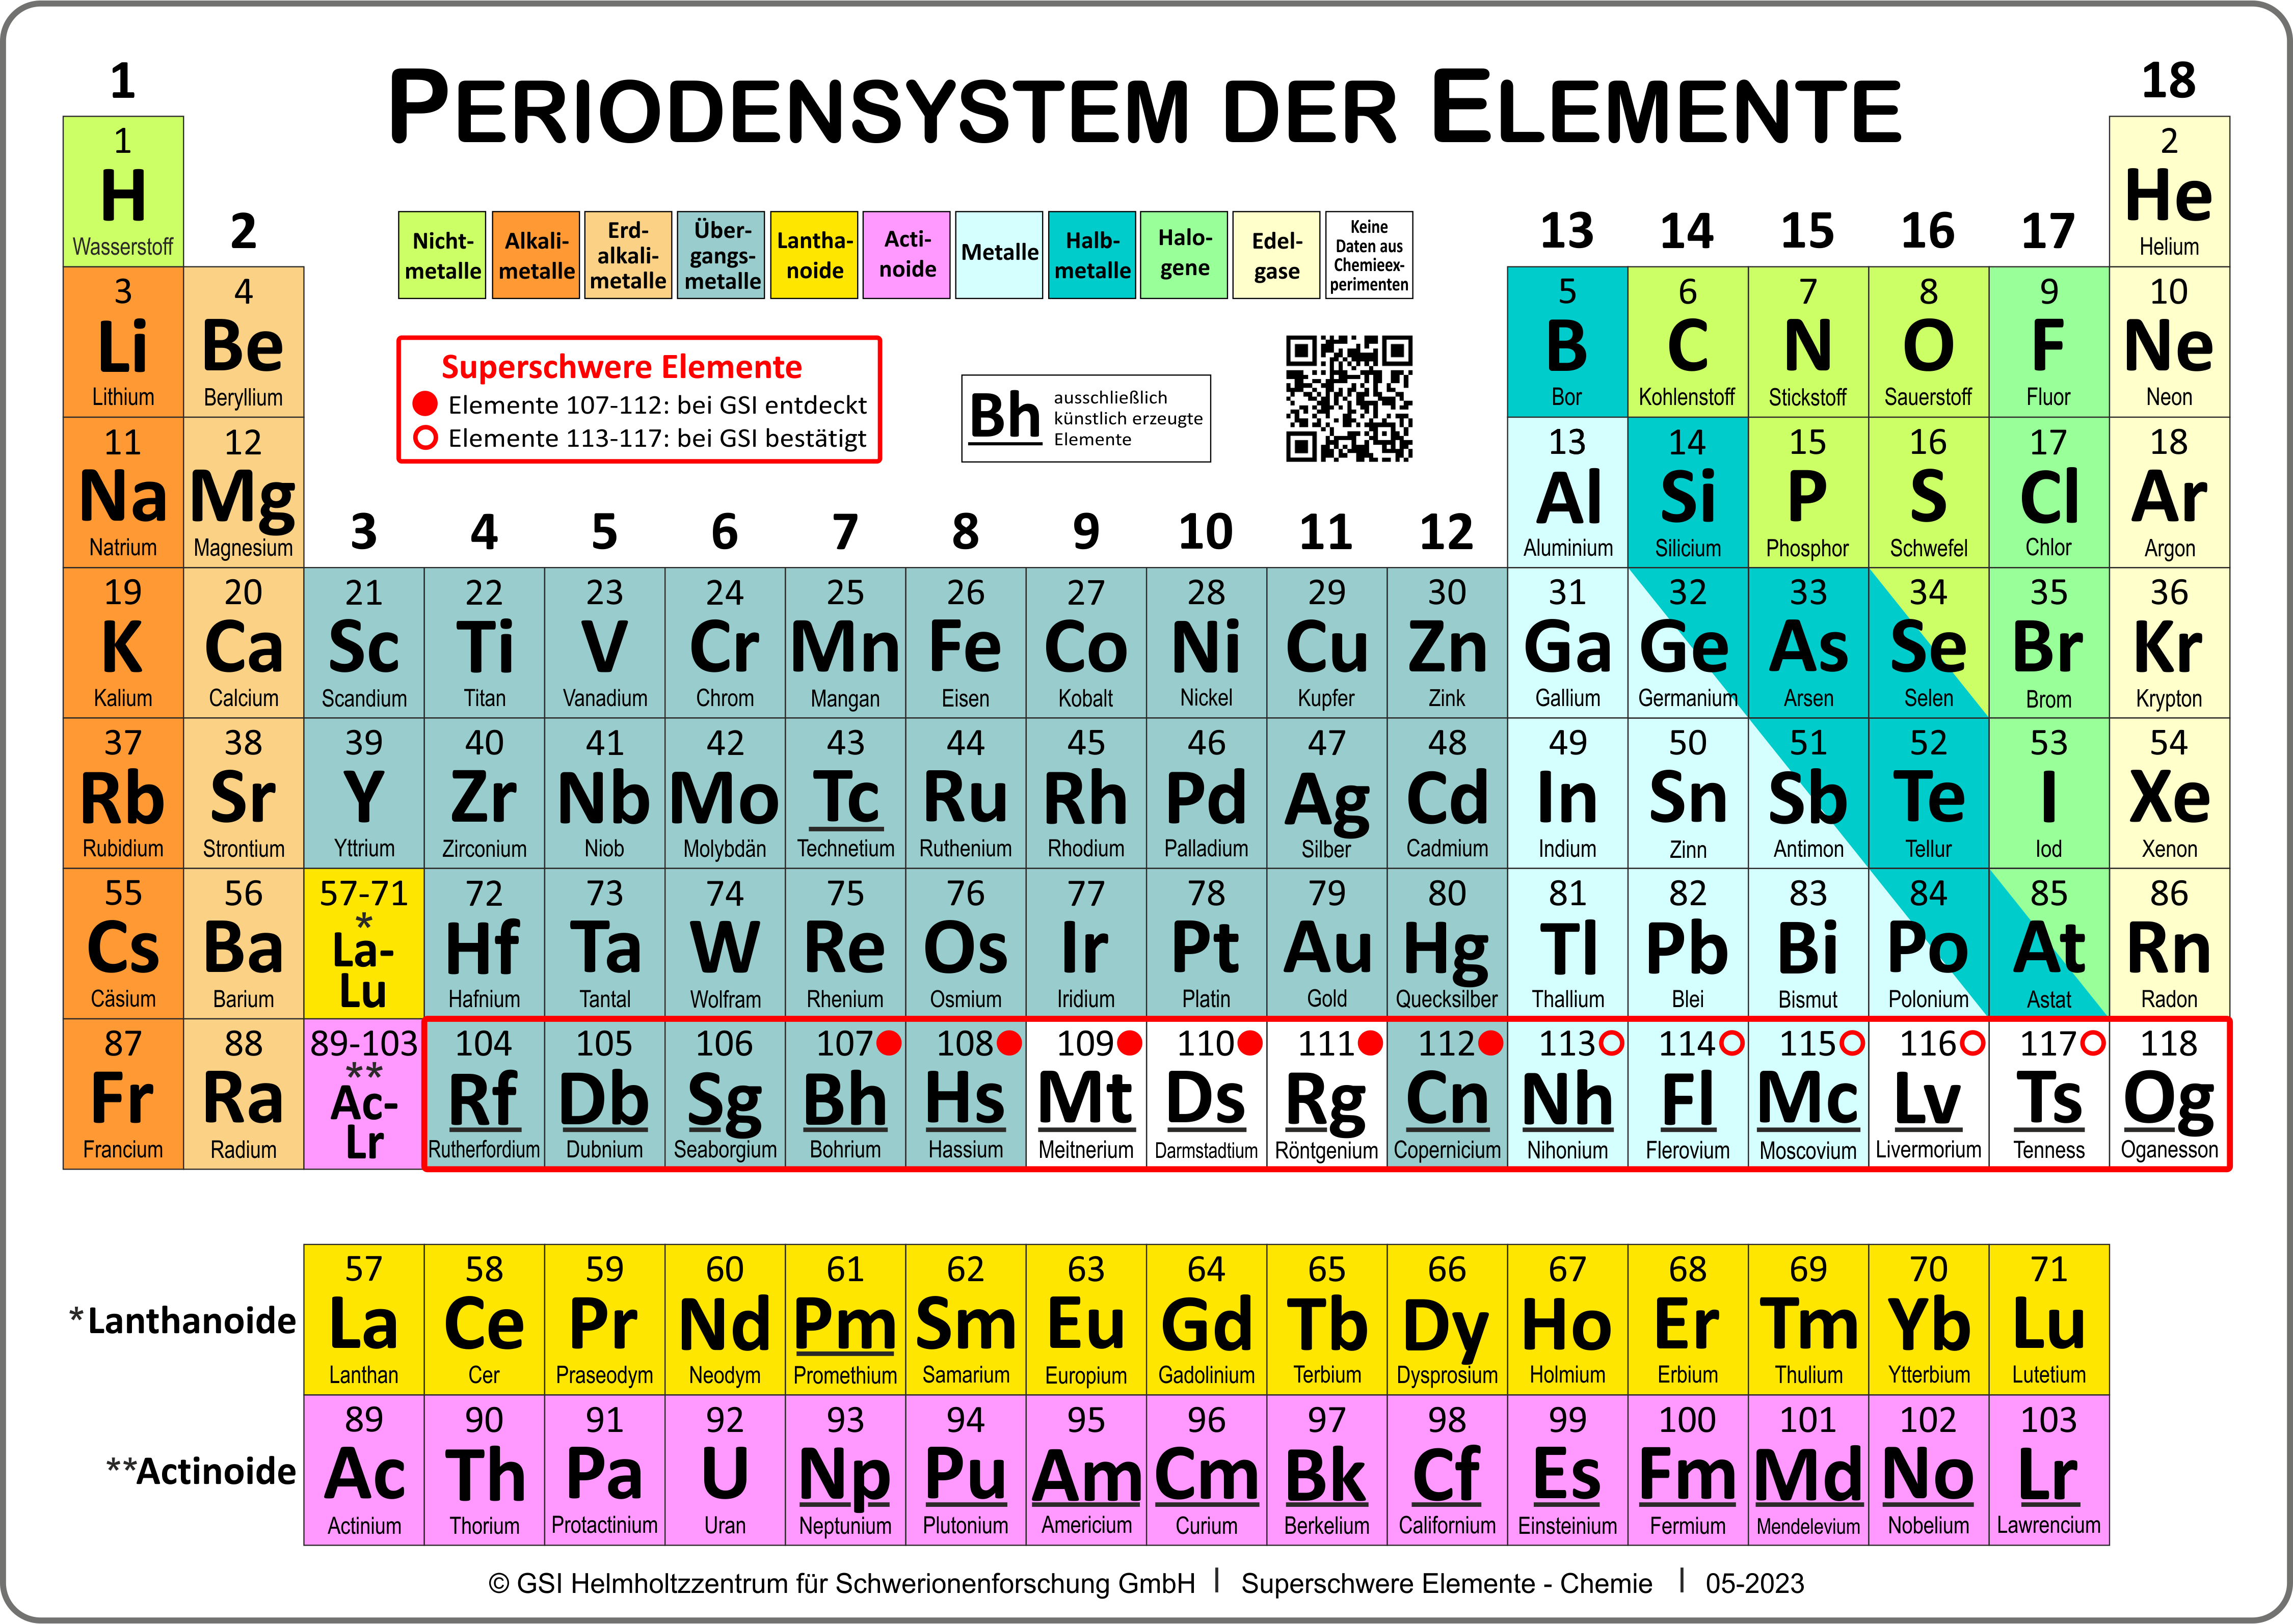 PERIODENSYSTEM DER ELEMENTE
1
18
1
H
Wasserstoff
2
He
Helium
2
13 14 15 16 17
Nicht-
metalle
Alkali-
metalle
Erd-
alkali-
metalle
Über-
gangs-
metalle
Lantha-
noide
Acti-
noide
Metalle
Halb-
metalle
Halo-
gene
Edel-
gase
Keine
Daten aus
Chemieex-
perimenten
3 4 5 6 7 8 9 10
Li Be B C N O F Ne
Lithium Beryllium Bor Kohlenstoff Stickstoff Sauerstoff Fluor Neon
Superschwere Elemente
Elemente 107-112: bei GSI entdeckt
Elemente 113-117: bei GSI bestätigt
Bh
ausschließlich
künstlich erzeugte
Elemente
11 12 13 14 15 16 17 18
Na Mg Al Si P S Cl Ar
Natrium Magnesium Aluminium Silicium Phosphor Schwefel Chlor Argon
3 4 5 6 7 8 9 10 11 12
19 20 21 22 23 24 25 26 27 28 29 30 31 32 33 34 35 36
K Ca Sc Ti V Cr Mn Fe Co Ni Cu Zn Ga Ge As Se Br Kr
Kalium Calcium Scandium Titan Vanadium Chrom Mangan Eisen Kobalt Nickel Kupfer Zink Gallium Germanium Arsen Selen Brom Krypton
37 38 39 40 41 42 43 44 45 46 47 48 49 50 51 52 53 54
Rb Sr Y Zr Nb Mo Tc Ru Rh Pd Ag Cd In Sn Sb Te I Xe
Rubidium Strontium Yttrium Zirconium Niob Molybdän Technetium Ruthenium Rhodium Palladium Silber Cadmium Indium Zinn Antimon Tellur Iod Xenon
55 56 57-71 72 73 74 75 76 77 78 79 80 81 82 83 84 85 86
Cs Ba * La-Lu Hf Ta W Re Os Ir Pt Au Hg Tl Pb Bi Po At Rn
Cäsium Barium Hafnium Tantal Wolfram Rhenium Osmium Iridium Platin Gold Quecksilber Thallium Blei Bismut Polonium Astat Radon
87 88 89-103 104 105 106 107 108 109 110 111 112 113 114 115 116 117 118
Fr Ra ** Ac-Lr Rf Db Sg Bh Hs Mt Ds Rg Cn Nh Fl Mc Lv Ts Og
Francium Radium Rutherfordium Dubnium Seaborgium Bohrium Hassium Meitnerium Darmstadtium Röntgenium Copernicium Nihonium Flerovium Moscovium Livermorium Tenness Oganesson
*Lanthanoide
57 58 59 60 61 62 63 64 65 66 67 68 69 70 71
La Ce Pr Nd Pm Sm Eu Gd Tb Dy Ho Er Tm Yb Lu
Lanthan Cer Praseodym Neodym Promethium Samarium Europium Gadolinium Terbium Dysprosium Holmium Erbium Thulium Ytterbium Lutetium
**Actinoide
89 90 91 92 93 94 95 96 97 98 99 100 101 102 103
Ac Th Pa U Np Pu Am Cm Bk Cf Es Fm Md No Lr
Actinium Thorium Protactinium Uran Neptunium Plutonium Americium Curium Berkelium Californium Einsteinium Fermium Mendelevium Nobelium Lawrencium
© GSI Helmholtzzentrum für Schwerionenforschung GmbH | Superschwere Elemente - Chemie | 05-2023